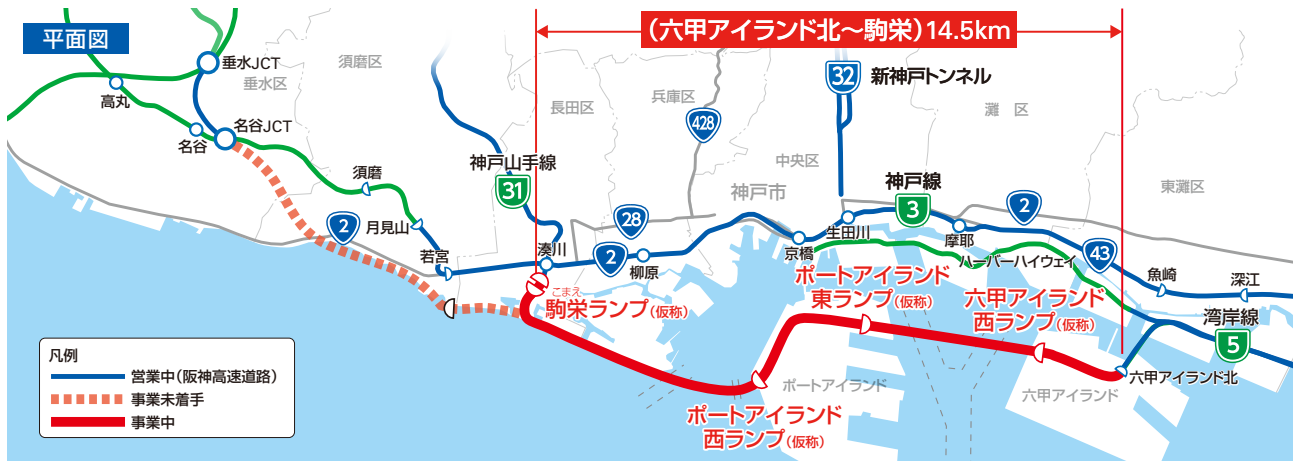 平面図
(六甲アイランド北~駒栄)14.5km
垂水JCT
垂水区
須磨区
高丸
名谷JCT
名谷
須磨
月見山
若宮
2
神戸山手線
31
長田区
兵庫区
428
28
2
湊川
柳原
神戸市
中央区
32
新神戸トンネル
灘 区
東灘区
神戸線
3
2
43
京橋
生田川
摩耶
ハーバーハイウェイ
魚崎
深江
湾岸線
5
こまえ
駒栄ランプ(仮称)
ポートアイランド
東ランプ(仮称)
六甲アイランド
西ランプ(仮称)
ポートアイランド
西ランプ(仮称)
ポートアイランド
六甲アイランド
六甲アイランド北
凡例
営業中(阪神高速道路)
事業未着手
事業中